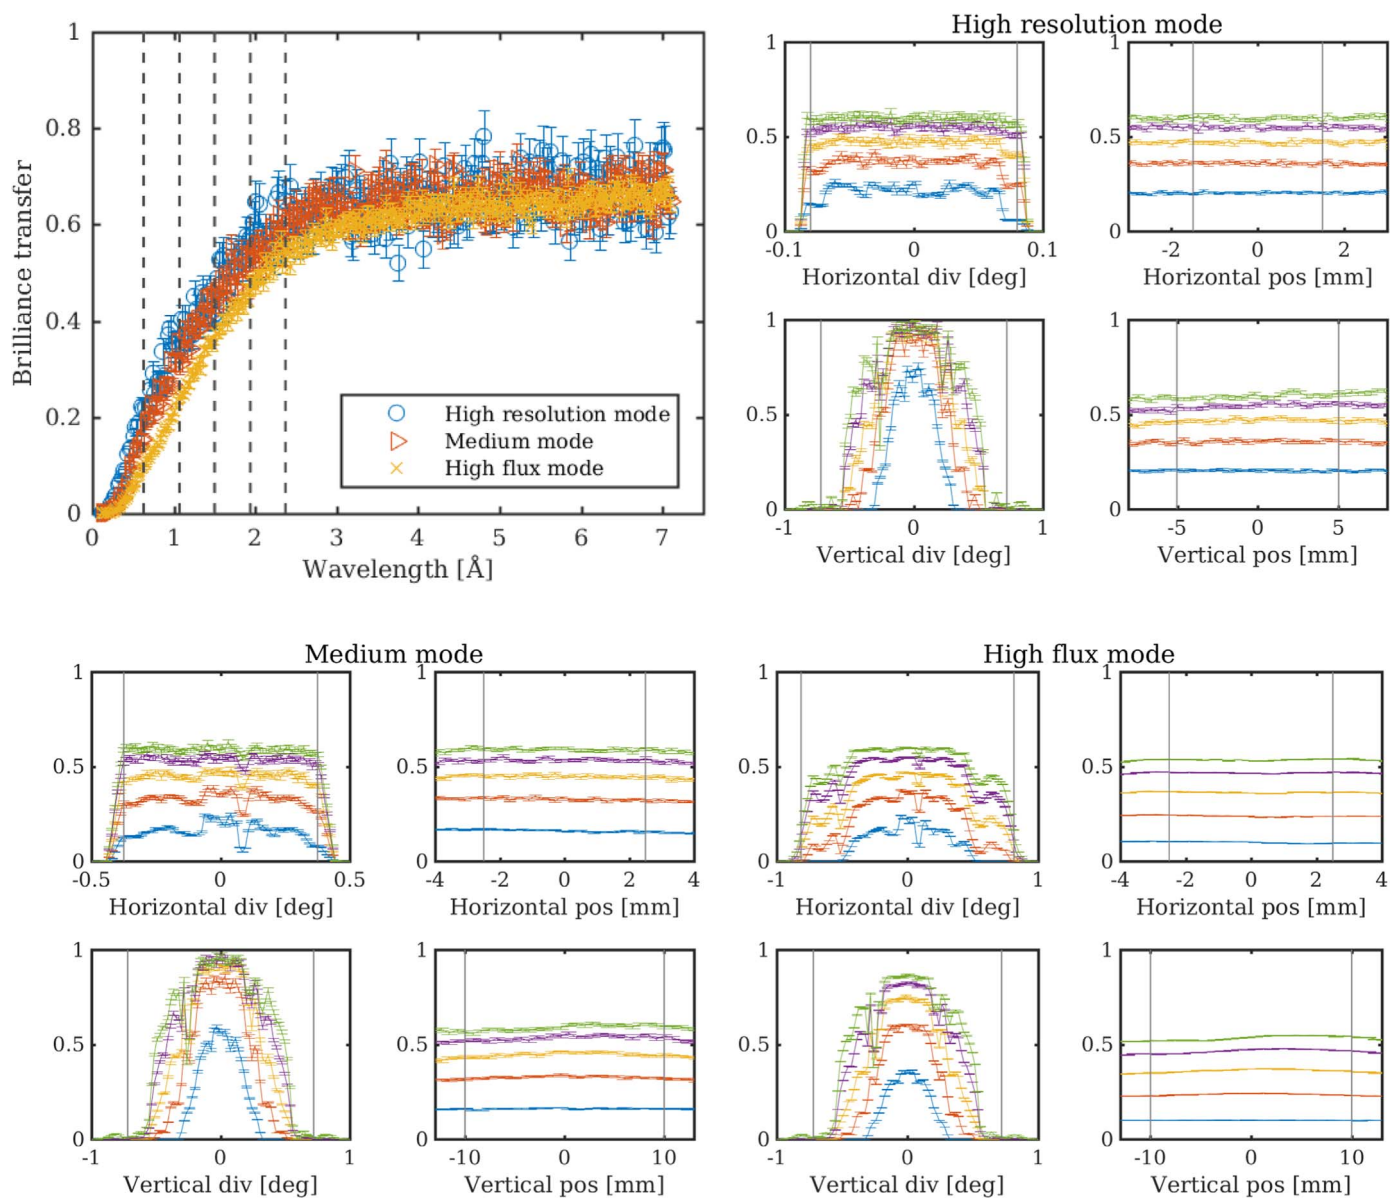 1
0.8
0.6
0.4
0.2
0
0 1 2 3 4 5 6 7
Brilliance transfer
Wavelength [Å]
High resolution mode
Medium mode
High flux mode
High resolution mode
1
0.5
0
-0.1 0 0.1
Horizontal div [deg]
1
0.5
0
-2 0 2
Horizontal pos [mm]
1
0.5
0
-1 0 1
Vertical div [deg]
1
0.5
0
-5 0 5
Vertical pos [mm]
Medium mode
1
0.5
0
-0.5 0 0.5
Horizontal div [deg]
1
0.5
0
-4 -2 0 2 4
Horizontal pos [mm]
1
0.5
0
-1 0 1
Vertical div [deg]
1
0.5
0
-10 0 10
Vertical pos [mm]
High flux mode
1
0.5
0
-1 0 1
Horizontal div [deg]
1
0.5
0
-4 -2 0 2 4
Horizontal pos [mm]
1
0.5
0
-1 0 1
Vertical div [deg]
1
0.5
0
-10 0 10
Vertical pos [mm]